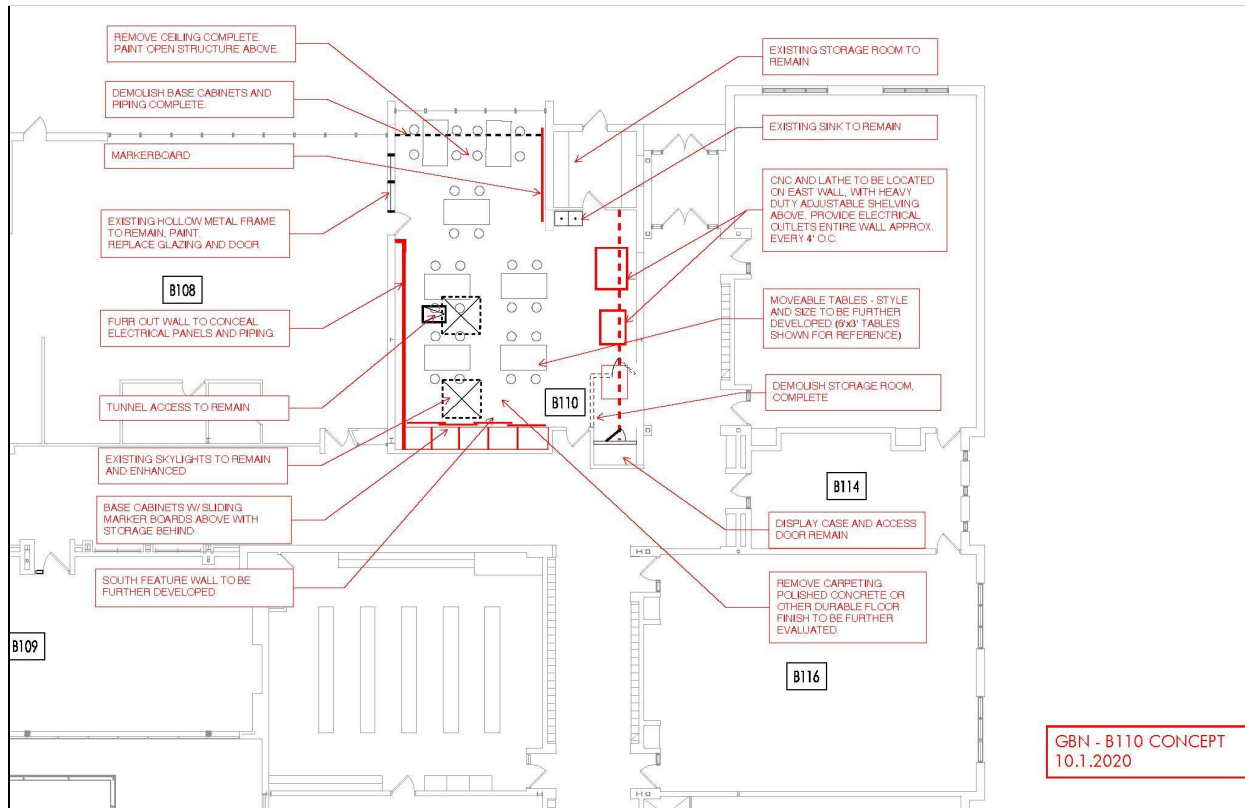 REMOVE CEILING COMPLETE.
PAINT OPEN STRUCTURE ABOVE.
DEMOLISH BASE CABINETS AND
PIPING COMPLETE.
MARKERBOARD
EXISTING HOLLOW METAL FRAME
TO REMAIN, PAINT.
REPLACE GLAZING AND DOOR
B108
FURR OUT WALL TO CONCEAL
ELECTRICAL PANELS AND PIPING.
TUNNEL ACCESS TO REMAIN
EXISTING SKYLIGHTS TO REMAIN
AND ENHANCED
BASE CABINETS W/ SLIDING
MARKER BOARDS ABOVE WITH
STORAGE BEHIND.
SOUTH FEATURE WALL TO BE
FURTHER DEVELOPED
B109
B110
EXISTING STORAGE ROOM TO
REMAIN
EXISTING SINK TO REMAIN
CNC AND LATHE TO BE LOCATED
ON EAST WALL, WITH HEAVY
DUTY ADJUSTABLE SHELVING
ABOVE. PROVIDE ELECTRICAL
OUTLETS ENTIRE WALL APPROX.
EVERY 4' O.C.
MOVEABLE TABLES - STYLE
AND SIZE TO BE FURTHER
DEVELOPED (6'x3' TABLES
SHOWN FOR REFERENCE)
DEMOLISH STORAGE ROOM,
COMPLETE
B114
DISPLAY CASE AND ACCESS
DOOR REMAIN
REMOVE CARPETING.
POLISHED CONCRETE OR
OTHER DURABLE FLOOR
FINISH TO BE FURTHER
EVALUATED.
B116
GBN - B110 CONCEPT
10.1.2020